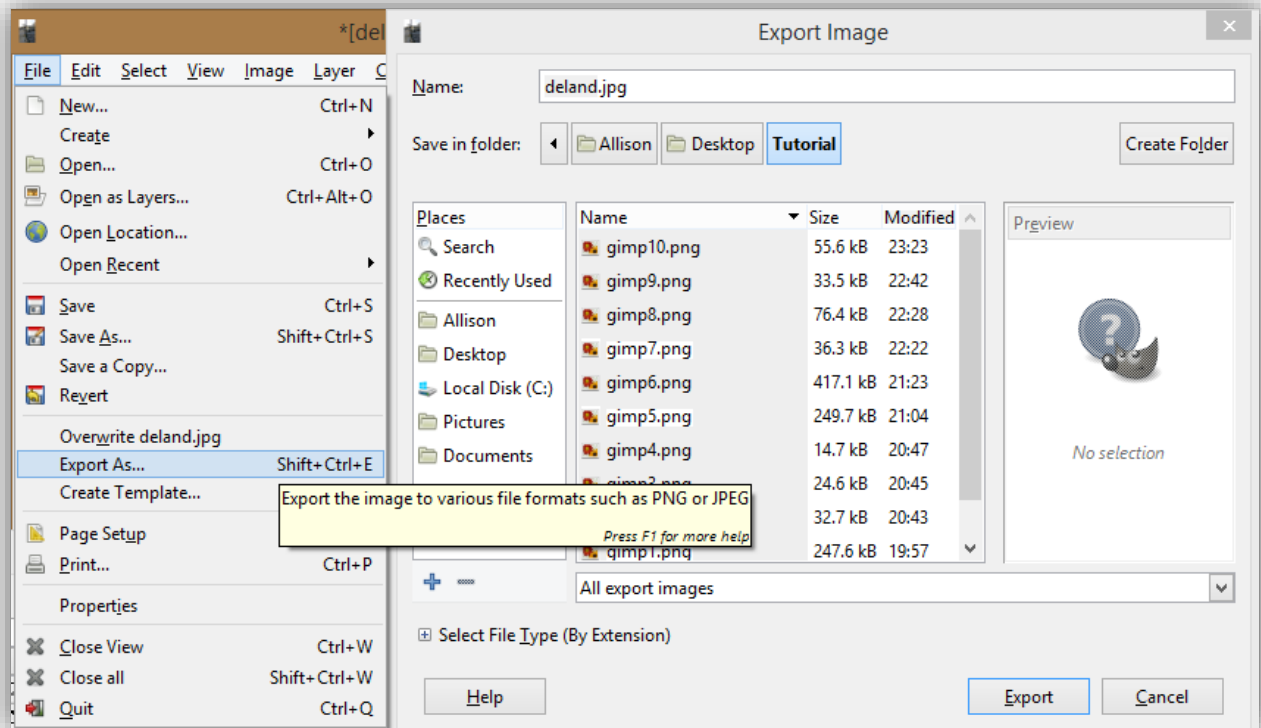 *[del
File Edit Select View Image Layer C
New... Ctrl+N
Create
Open... Ctrl+O
Open as Layers... Ctrl+Alt+O
Open Location...
Open Recent
Save Ctrl+S
Save As... Shift+Ctrl+S
Save a Copy...
Revert
Overwrite deland.jpg
Export As... Shift+Ctrl+E
Create Template...
Page Setup
Print... Ctrl+P
Properties
Close View Ctrl+W
Close all Shift+Ctrl+W
Quit Ctrl+Q
Export the image to various file formats such as PNG or JPEG
Press F1 for more help
Export Image
Name: deland.jpg
Save in folder: Allison Desktop Tutorial Create Folder
Places
Search
Recently Used
Allison
Desktop
Local Disk (C:)
Pictures
Documents
Name Size Modified
gimp10.png 55.6 kB 23:23
gimp9.png 33.5 kB 22:42
gimp8.png 76.4 kB 22:28
gimp7.png 36.3 kB 22:22
gimp6.png 417.1 kB 21:23
gimp5.png 249.7 kB 21:04
gimp4.png 14.7 kB 20:47
gimp3.png 24.6 kB 20:45
32.7 kB 20:43
gimp1.png 247.6 kB 19:57
Preview
No selection
All export images
Select File Type (By Extension)
Help Export Cancel